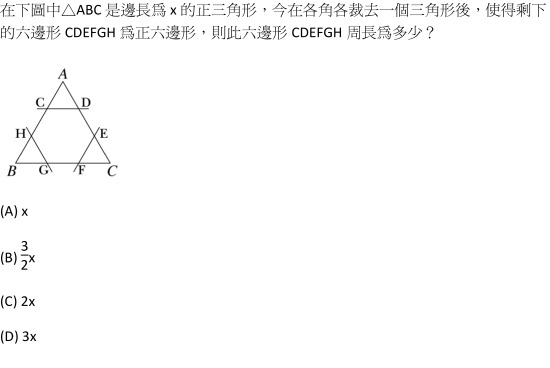 在下圖中△ABC 是邊長爲 x 的正三角形，今在各角各裁去一個三角形後，使得剩下
的六邊形 CDEFGH 爲正六邊形，則此六邊形 CDEFGH 周長爲多少？
A
C D
H E
B G F C
(A) x
(B) \frac{3}{2}x
(C) 2x
(D) 3x